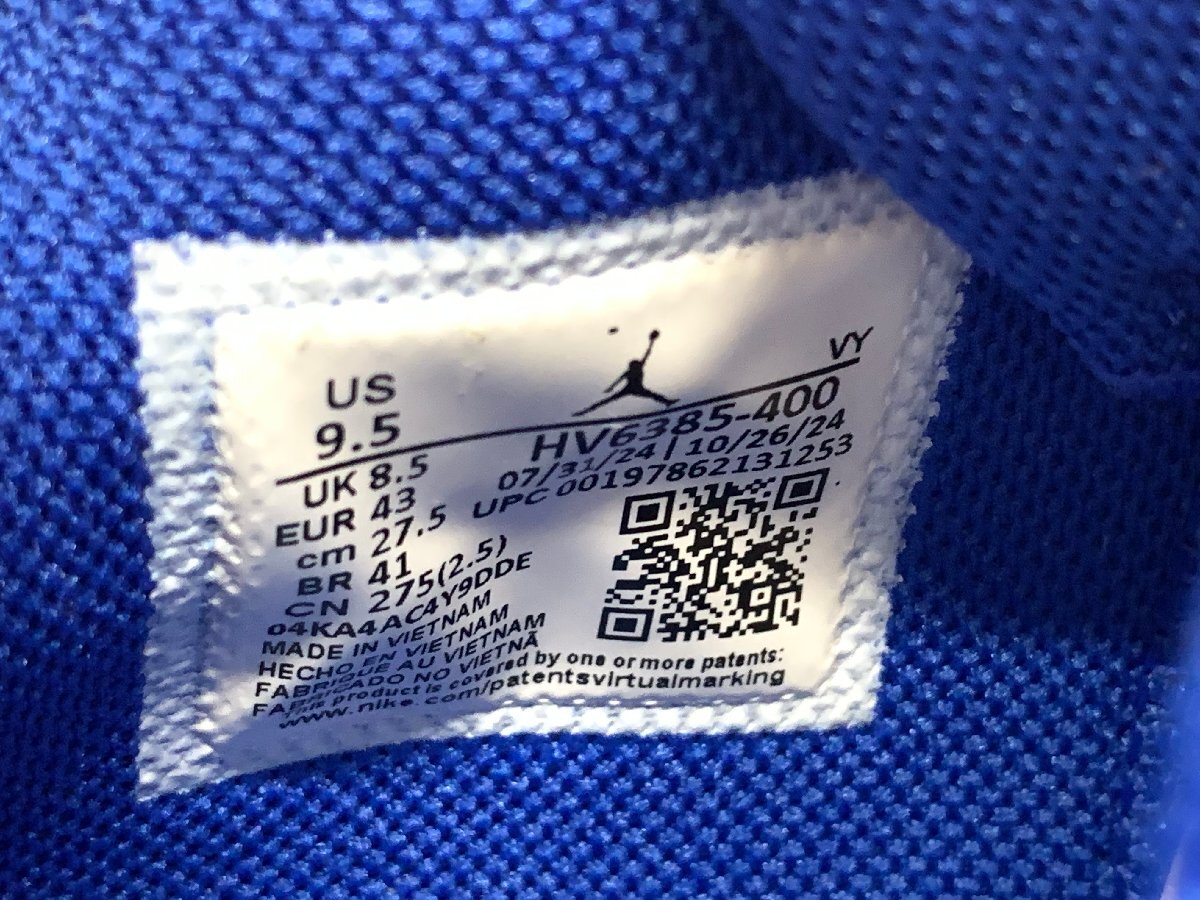 VY
US
9.5
HV6385-400
07/31/24 | 10/26/24
UPC 00197862131253
UK 8.5
EUR 43
cm 27.5
BR 41
CN 275(2.5)
04KA4AC4Y9DDE
MADE IN VIETNAM
HECHO EN VIETNAM
FABRIQUE AU VIETNAM
FABRICADO NO VIETNÃ
This product is covered by one or more patents:
www.nike.com/patentsvirtualmarking